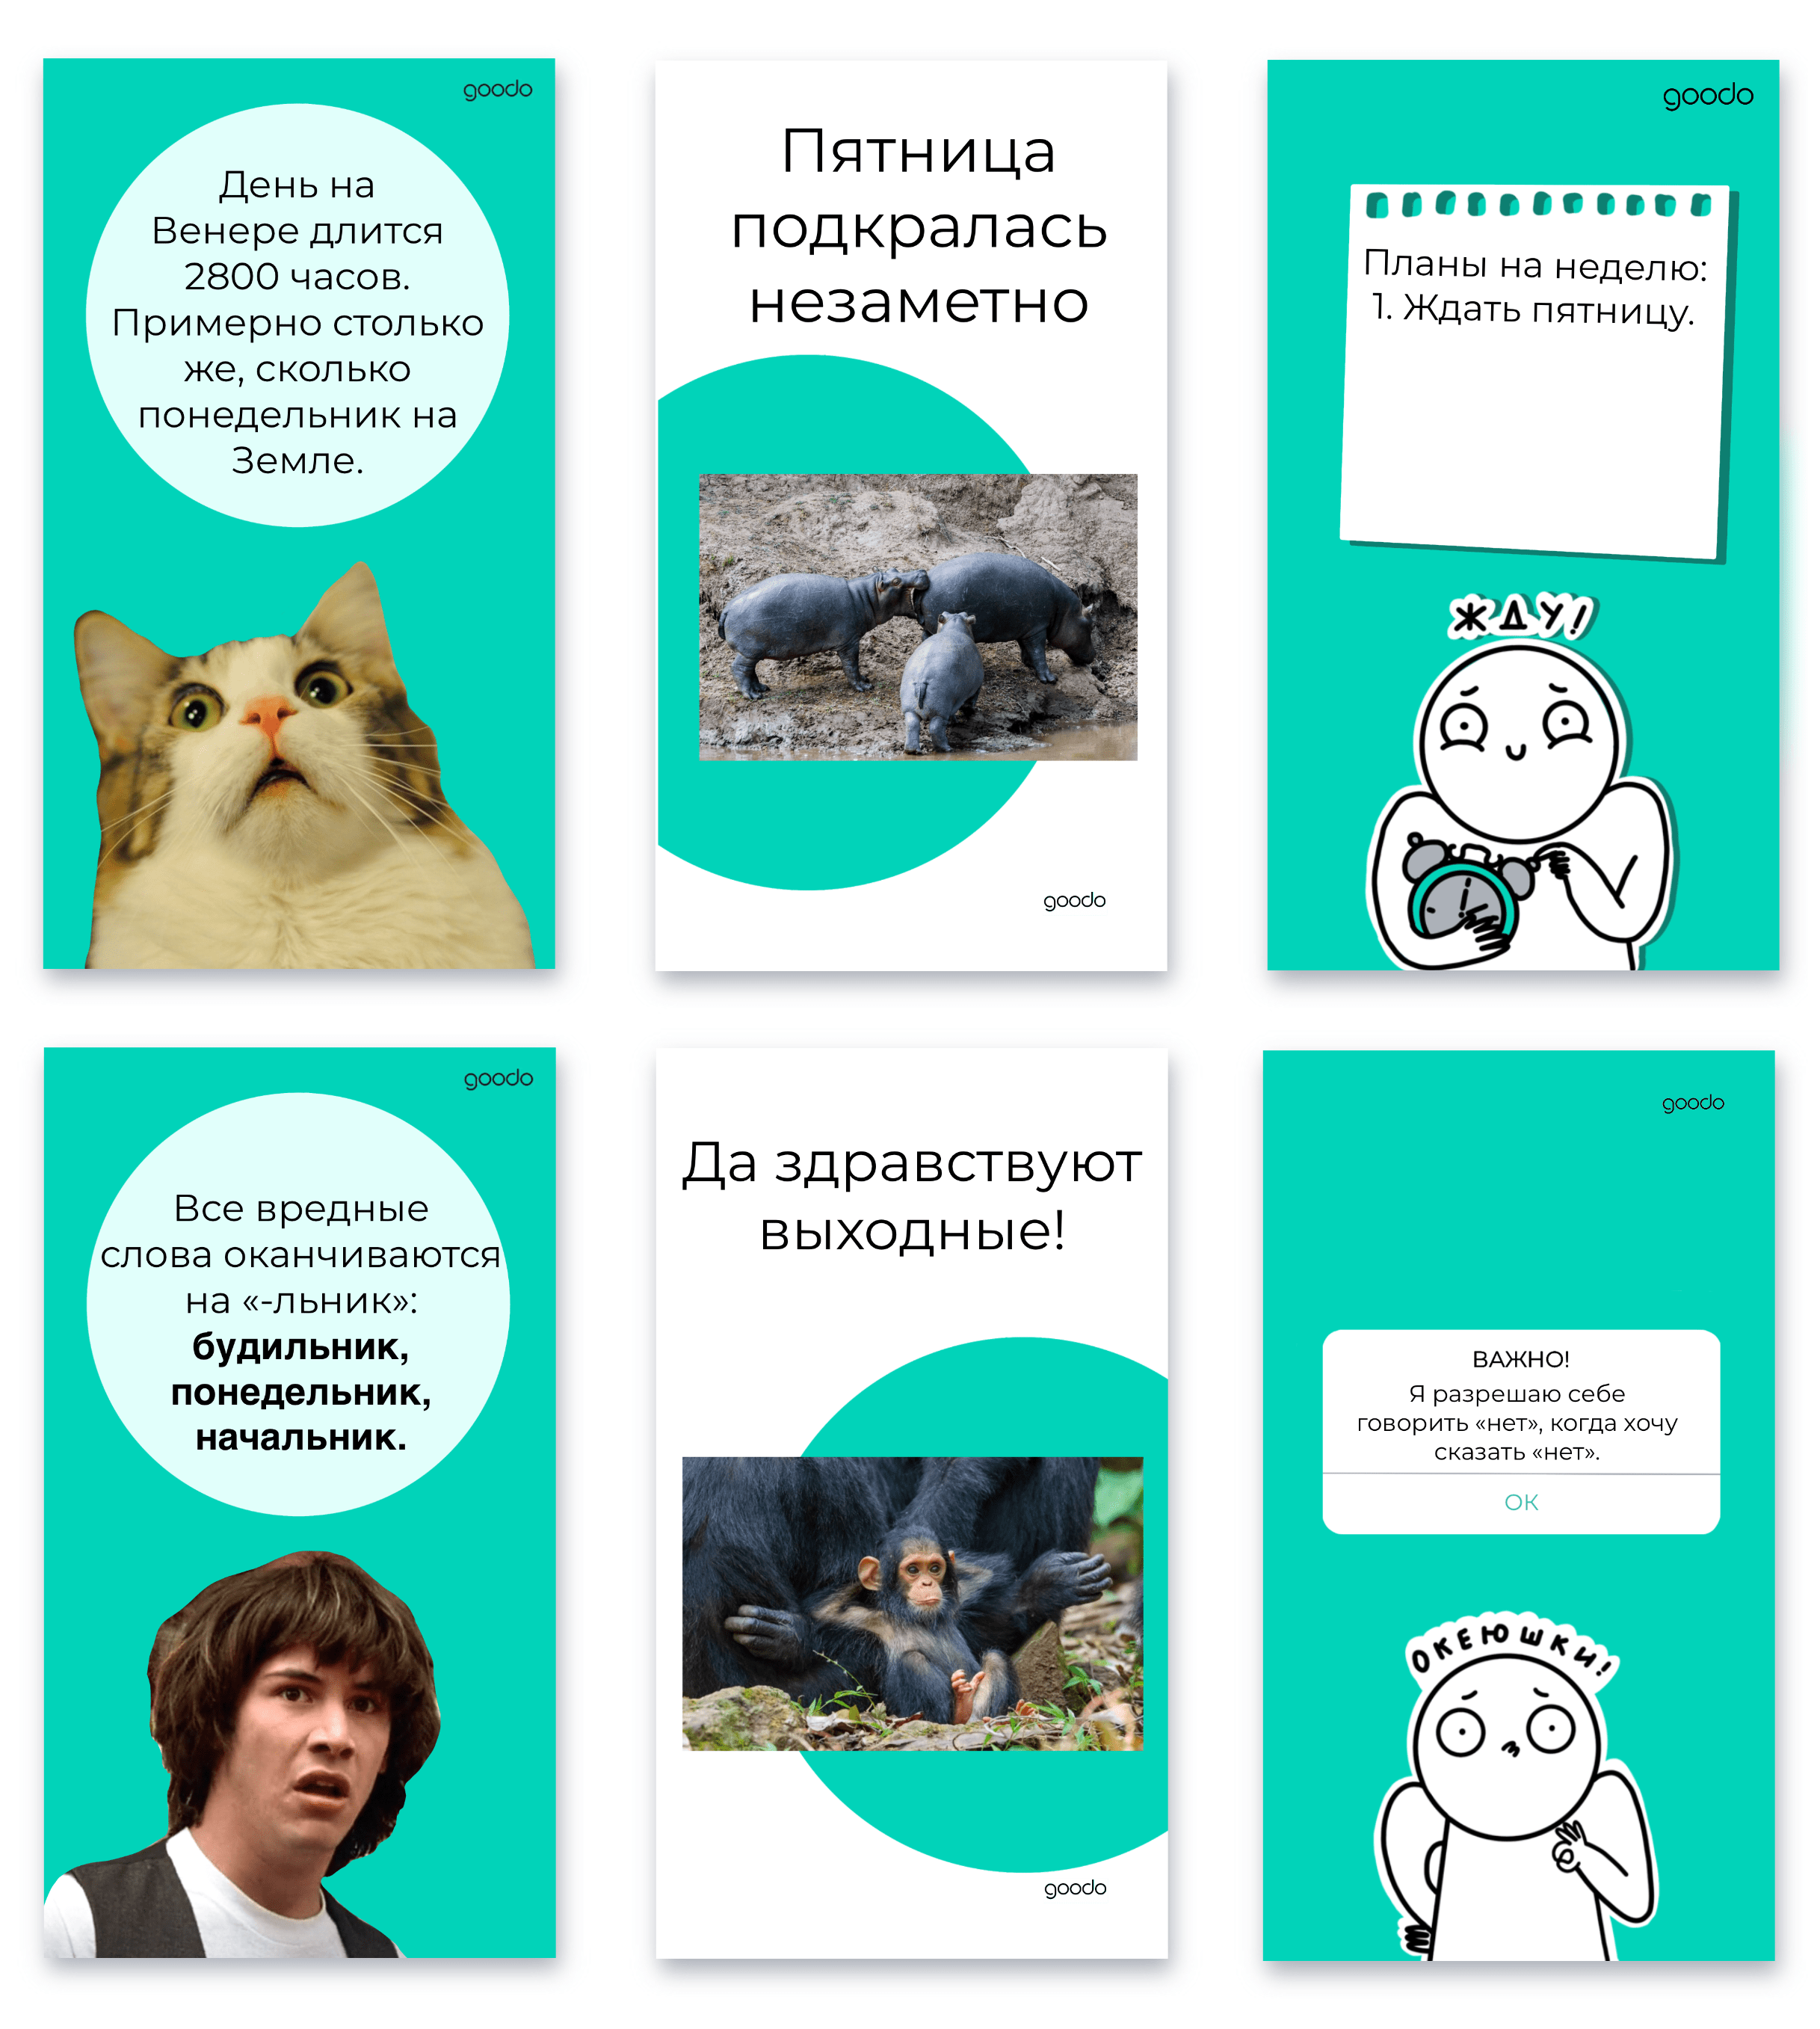 goodo
День на
Венере длится
2800 часов.
Примерно столько
же, сколько
понедельник на
Земле.
Пятница
подкралась
незаметно
goodo
goodo
Планы на неделю:
1. Ждать пятницу.
ЖДУ!
goodo
Все вредные
слова оканчиваются
на «-льник»:
будильник,
понедельник,
начальник.
Да здравствуют
выходные!
goodo
goodo
ВАЖНО!
Я разрешаю себе
говорить «нет», когда хочу
сказать «нет».
ОК
ОКЕЮШКИ!